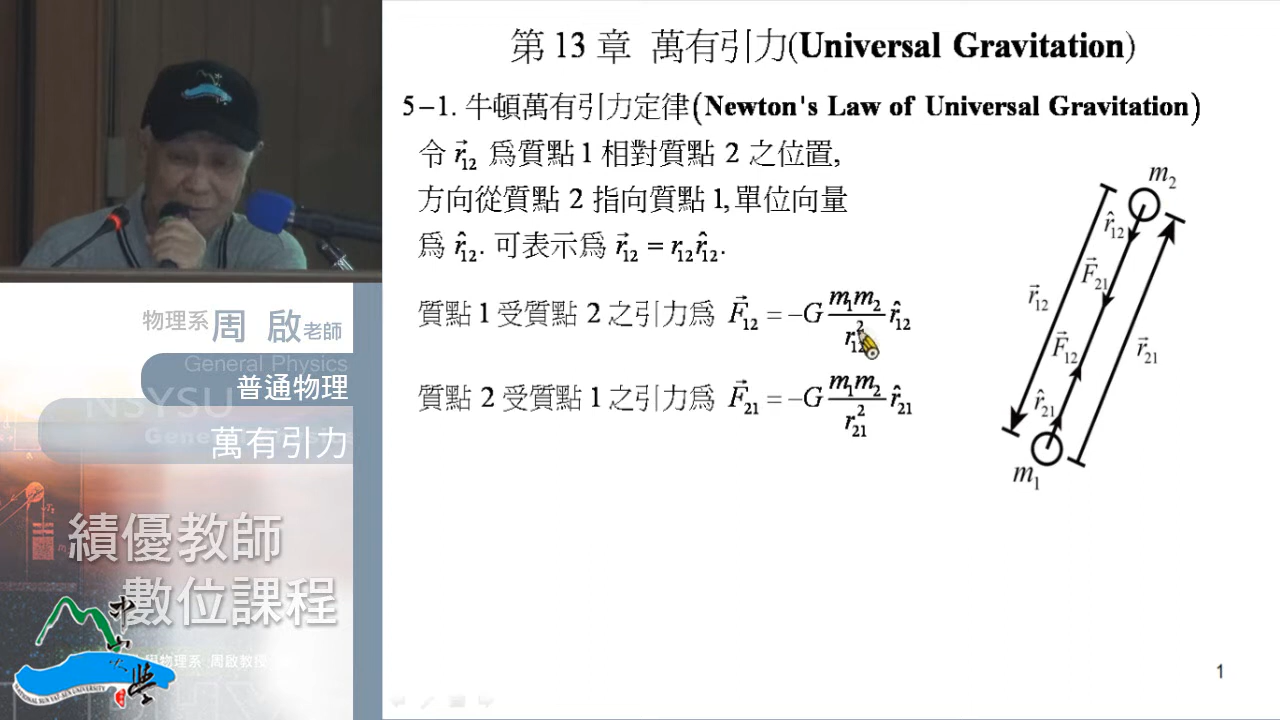 第 13 章 萬有引力(Universal Gravitation)
5−1. 牛頓萬有引力定律(Newton's Law of Universal Gravitation)
令 r⃗₁₂ 為質點 1 相對質點 2 之位置,
方向從質點 2 指向質點 1, 單位向量
為 r̂₁₂. 可表示為 r⃗₁₂ = r₁₂r̂₁₂.
質點 1 受質點 2 之引力為 F⃗₁₂ = −G m₁m₂/r₁₂² r̂₁₂
質點 2 受質點 1 之引力為 F⃗₂₁ = −G m₁m₂/r₂₁² r̂₂₁
m₂
r̂₁₂
F⃗₂₁
r⃗₁₂
F⃗₁₂
r⃗₂₁
r̂₂₁
m₁
1
物理系 周 啟 老師
General Physics
普通物理
NSYSU
General Physics
萬有引力
績優教師
數位課程
物理系 周啟教授
NATIONAL SUN YAT-SEN UNIVERSITY